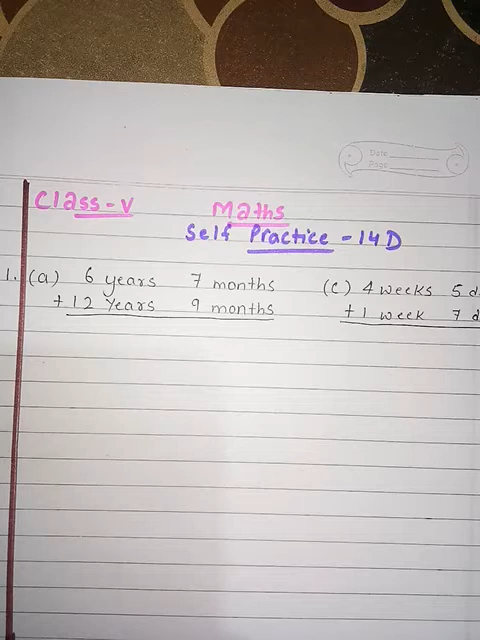 Date
Page
Class-V Maths
Self Practice - 14D
1. (a) 6 years 7 months (c) 4 weeks 5 d
+12 Years 9 months +1 week 7 d